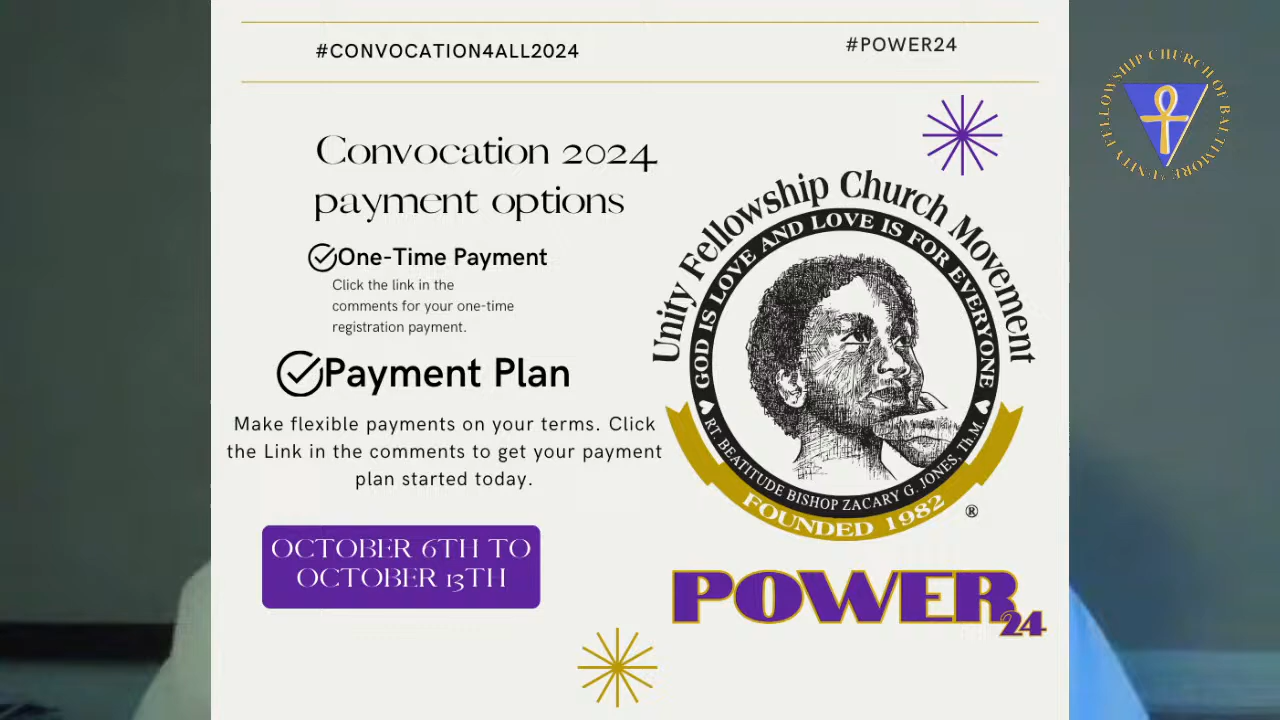 #CONVOCATION4ALL2024
#POWER24
Convocation 2024
payment options
One-Time Payment
Click the link in the
comments for your one-time
registration payment.
Payment Plan
Make flexible payments on your terms. Click
the Link in the comments to get your payment
plan started today.
OCTOBER 6TH TO
OCTOBER 13TH
Unity Fellowship Church Movement
GOD IS LOVE AND LOVE IS FOR EVERYONE
RT. BEATITUDE BISHOP ZACARY G. JONES, Th.M.
FOUNDED 1982
®
POWER
24
UNITY FELLOWSHIP CHURCH OF BALTIMORE